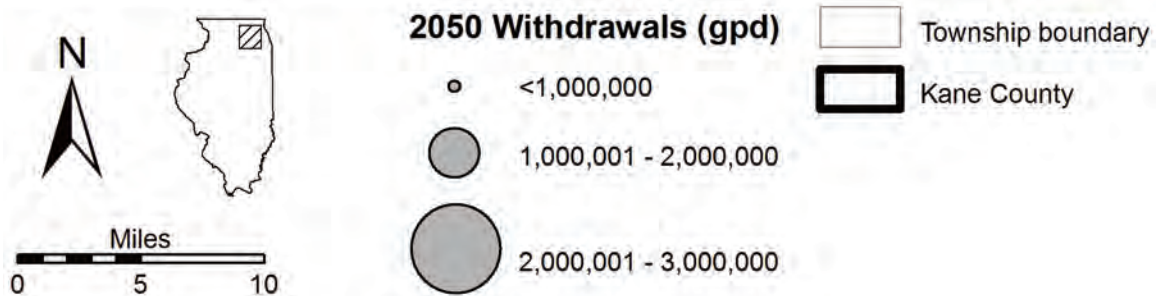 N
Miles
0 5 10
2050 Withdrawals (gpd)
<1,000,000
1,000,001 - 2,000,000
2,000,001 - 3,000,000
Township boundary
Kane County